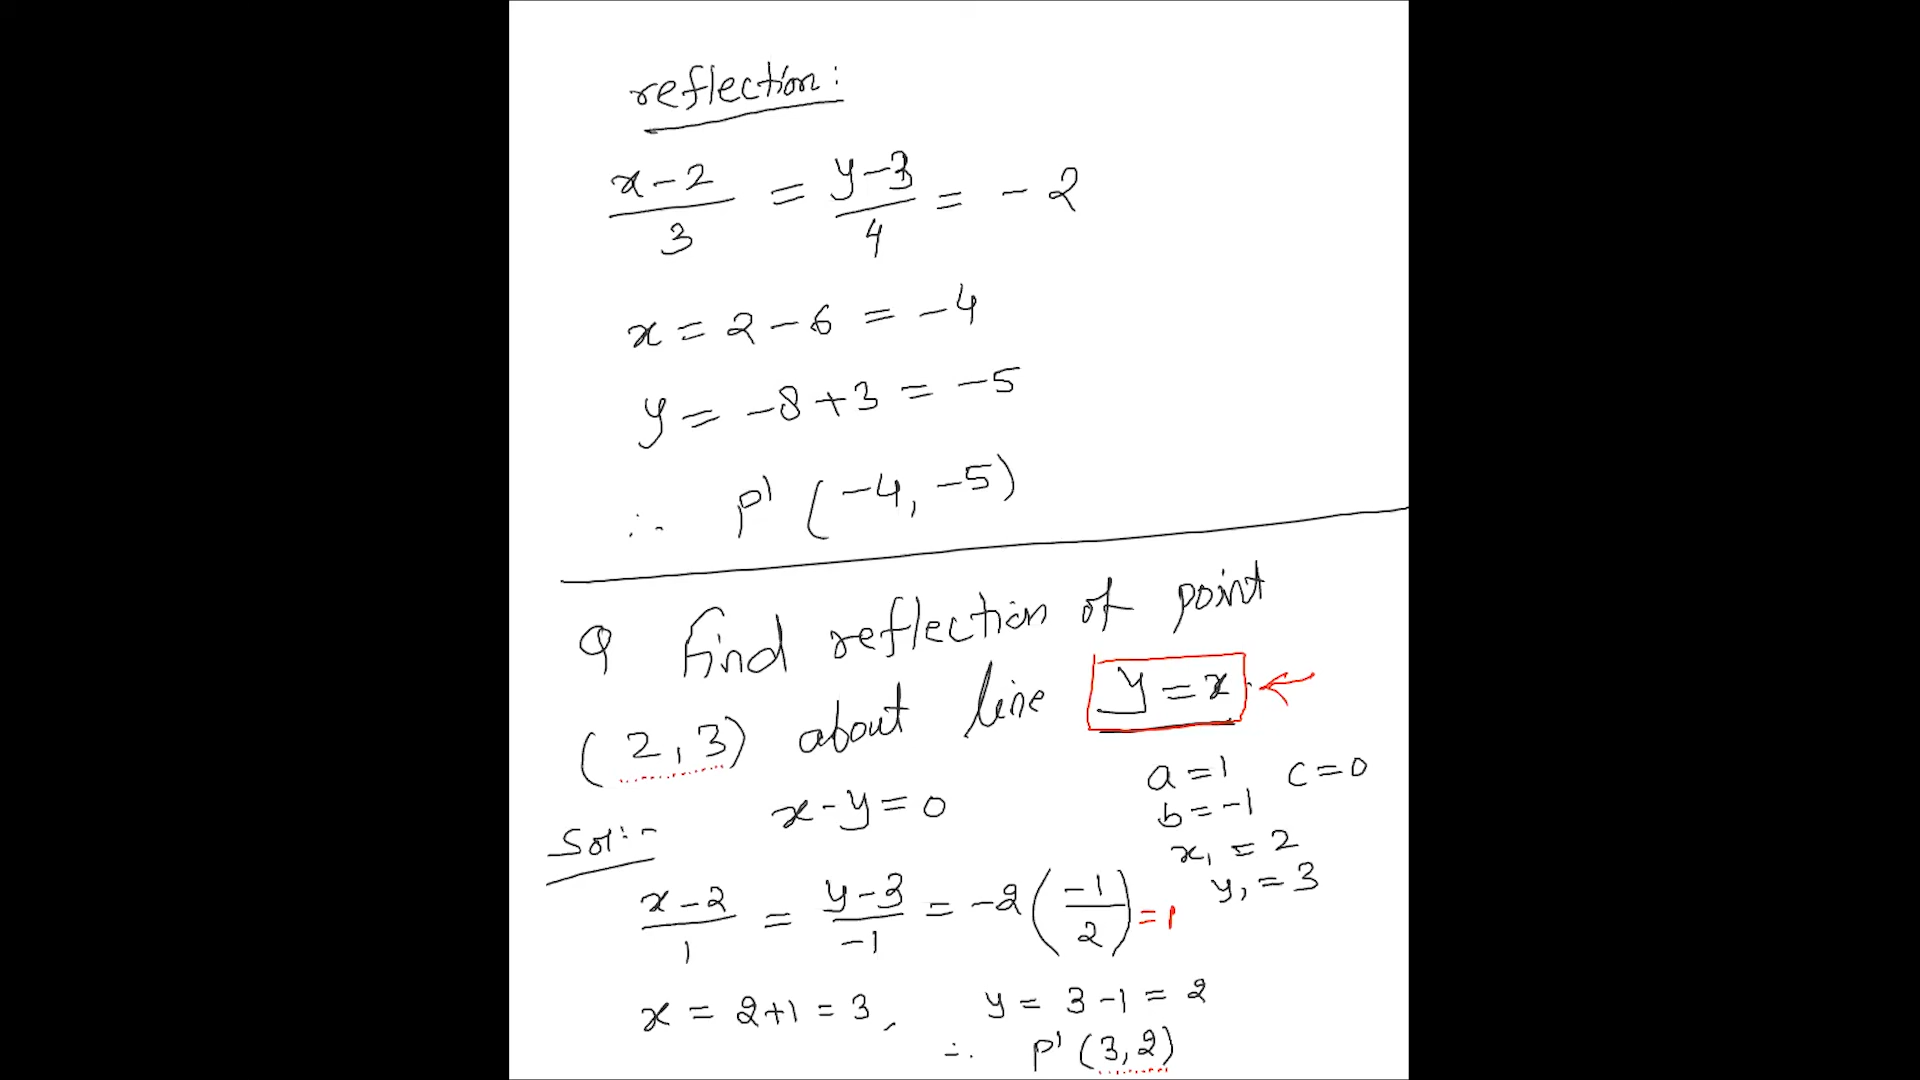 reflection:
x-2/3 = y-3/4 = -2
x = 2-6 = -4
y = -8+3 = -5
∴ P' (-4, -5)
Q Find reflection of point
(2,3) about line y=x.
a=1 c=0
x-y=0 b=-1
Sol:- x₁ = 2
y₁ = 3
x-2/1 = y-3/-1 = -2(-1/2) = 1
x = 2+1 = 3, y = 3-1 = 2
∴ P' (3,2)